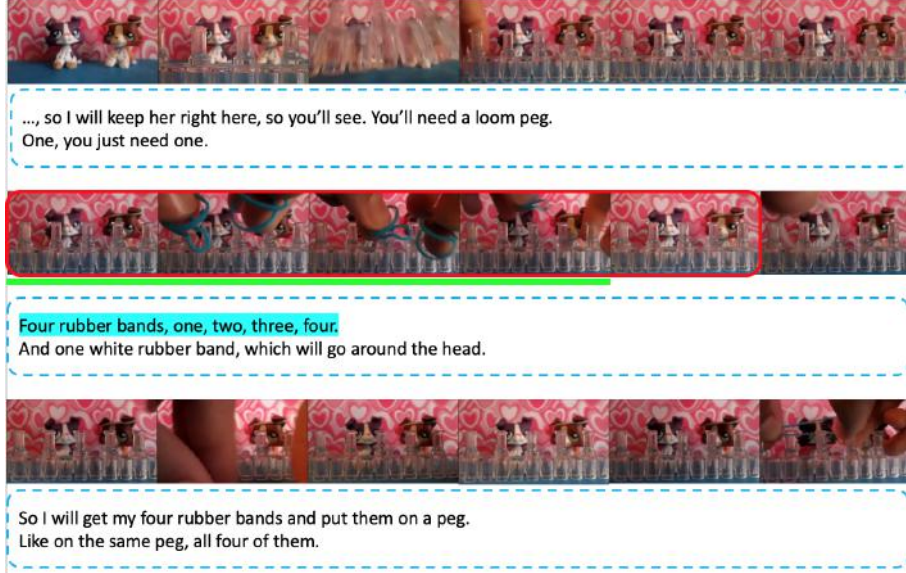 ..., so I will keep her right here, so you'll see. You'll need a loom peg.
One, you just need one.
Four rubber bands, one, two, three, four.
And one white rubber band, which will go around the head.
So I will get my four rubber bands and put them on a peg.
Like on the same peg, all four of them.